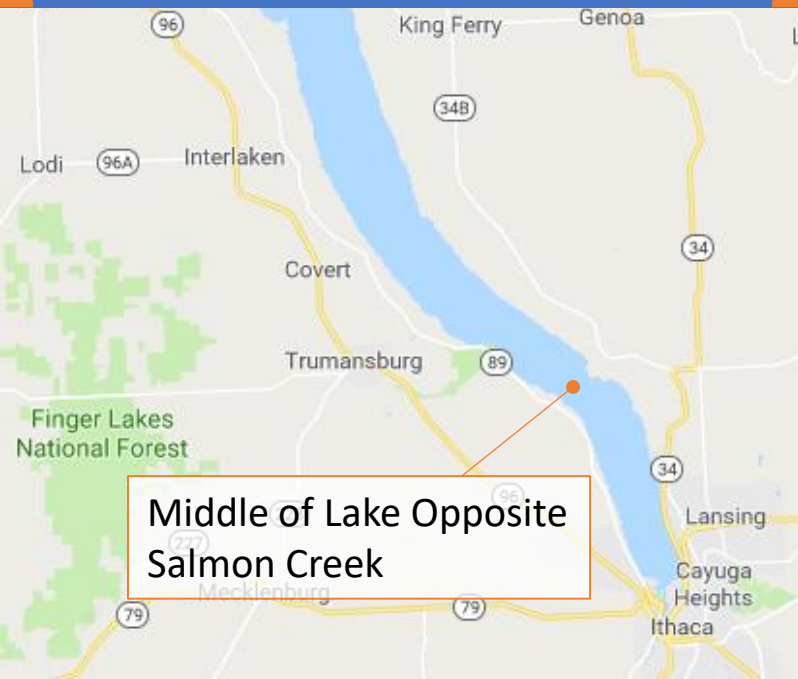 96
King Ferry
Genoa
34B
Lodi
96A
Interlaken
34
Covert
Trumansburg
89
Finger Lakes
National Forest
34
96
Middle of Lake Opposite
Salmon Creek
227
Lansing
Mecklenburg
Cayuga
Heights
79
79
Ithaca